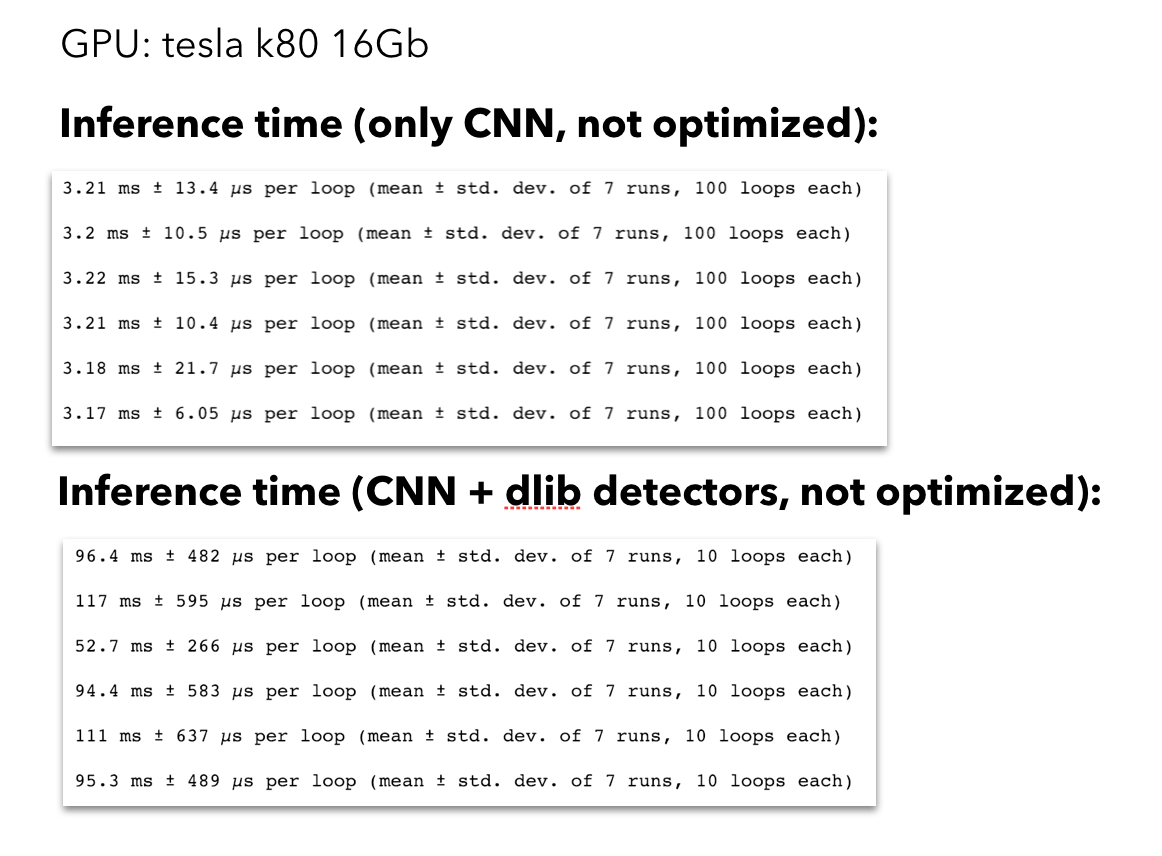 GPU: tesla k80 16Gb
Inference time (only CNN, not optimized):
3.21 ms ± 13.4 µs per loop (mean ± std. dev. of 7 runs, 100 loops each)
3.2 ms ± 10.5 µs per loop (mean ± std. dev. of 7 runs, 100 loops each)
3.22 ms ± 15.3 µs per loop (mean ± std. dev. of 7 runs, 100 loops each)
3.21 ms ± 10.4 µs per loop (mean ± std. dev. of 7 runs, 100 loops each)
3.18 ms ± 21.7 µs per loop (mean ± std. dev. of 7 runs, 100 loops each)
3.17 ms ± 6.05 µs per loop (mean ± std. dev. of 7 runs, 100 loops each)
Inference time (CNN + dlib detectors, not optimized):
96.4 ms ± 482 µs per loop (mean ± std. dev. of 7 runs, 10 loops each)
117 ms ± 595 µs per loop (mean ± std. dev. of 7 runs, 10 loops each)
52.7 ms ± 266 µs per loop (mean ± std. dev. of 7 runs, 10 loops each)
94.4 ms ± 583 µs per loop (mean ± std. dev. of 7 runs, 10 loops each)
111 ms ± 637 µs per loop (mean ± std. dev. of 7 runs, 10 loops each)
95.3 ms ± 489 µs per loop (mean ± std. dev. of 7 runs, 10 loops each)